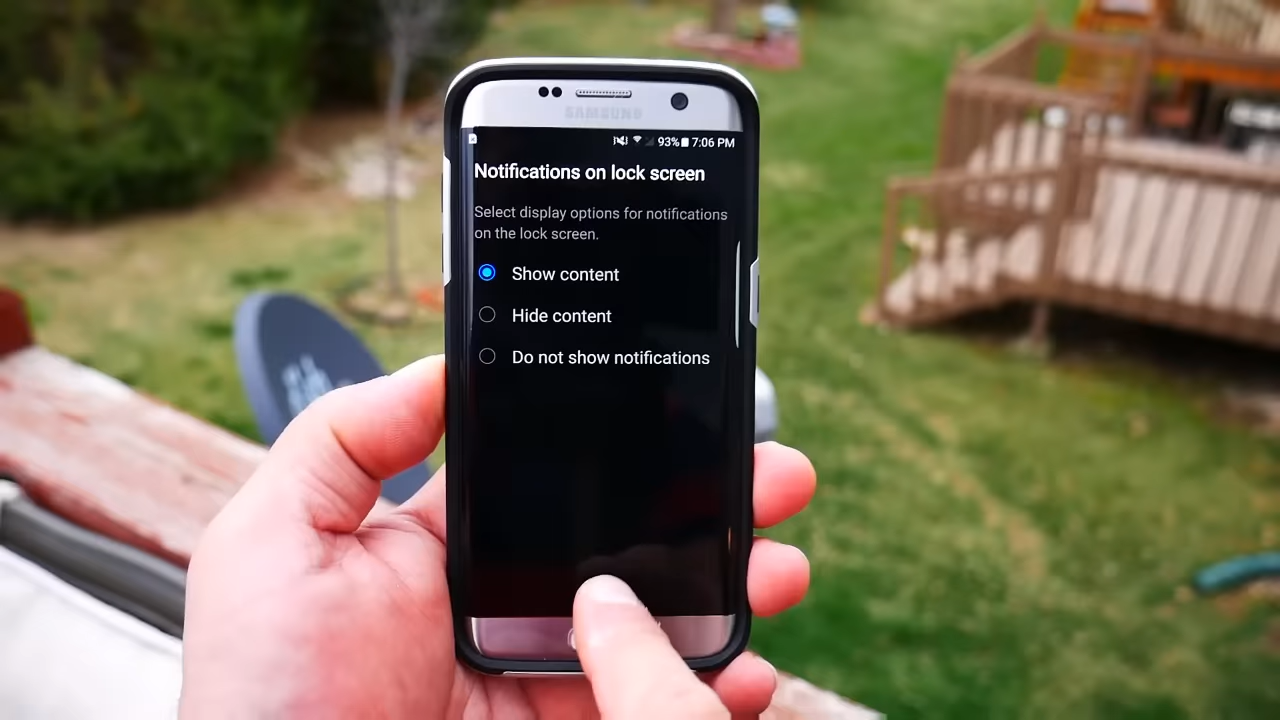 SAMSUNG
93% 7:06 PM
Notifications on lock screen
Select display options for notifications
on the lock screen.
Show content
Hide content
Do not show notifications